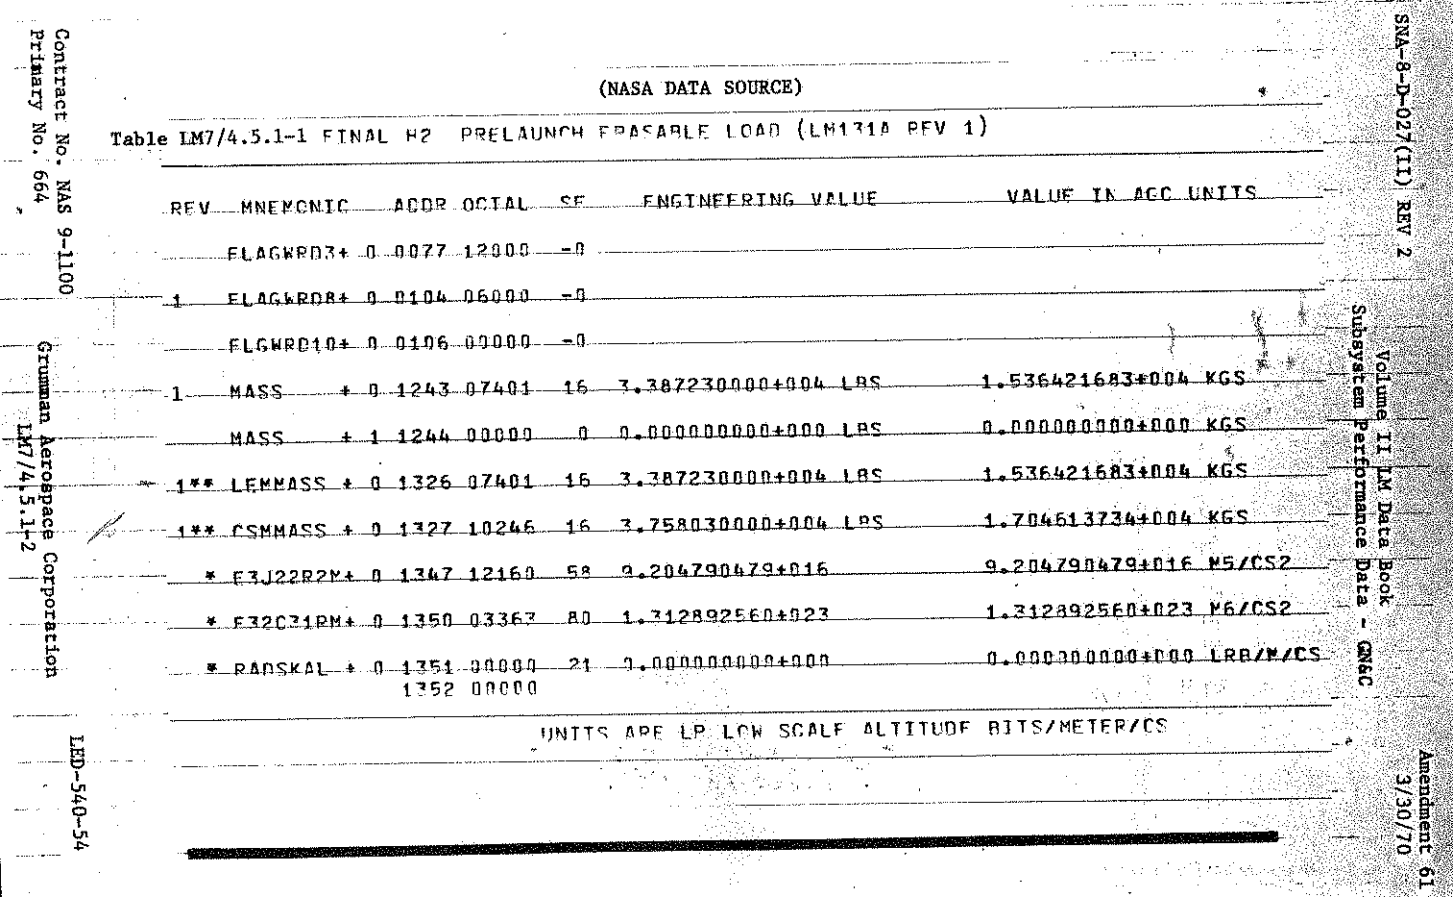 SNA-8-D-027(II) REV 2
Volume II LM Data Book
Subsystem Performance Data - GN&C
Amendment 61
3/30/70
(NASA DATA SOURCE)
Table LM7/4.5.1-1 FINAL H2 PRELAUNCH ERASABLE LOAD (LM131A REV 1)
REV MNEMONIC ADDR OCTAL SF ENGINEERING VALUE VALUE IN AGC UNITS
FLAGWRD3+ 0 0077 12000 -0
1 FLAGWRD8+ 0 0104 06000 -0
FLGWRD10+ 0 0106 00000 -0
1 MASS + 0 1243 07401 16 3.387230000+004 LBS 1.536421683+004 KGS
MASS + 1 1244 00000 0 0.000000000+000 LBS 0.000000000+000 KGS
1** LEMMASS + 0 1326 07401 16 3.387230000+004 LBS 1.536421683+004 KGS
1** CSMMASS + 0 1327 10246 16 3.758030000+004 LBS 1.704613734+004 KGS
* E3J22R2M+ 0 1347 12160 58 9.204790479+016 9.204790479+016 M5/CS2
* E32C31RM+ 0 1350 03363 80 1.312892560+023 1.312892560+023 M6/CS2
* RADSKAL + 0 1351 00000 21 0.000000000+000 0.000000000+000 LRB/M/CS
1352 00000
UNITS ARE LR LOW SCALE ALTITUDE BITS/METER/CS
Contract No. NAS 9-1100
Primary No. 664
Grumman Aerospace Corporation
LM7/4.5.1-2
LED-540-54